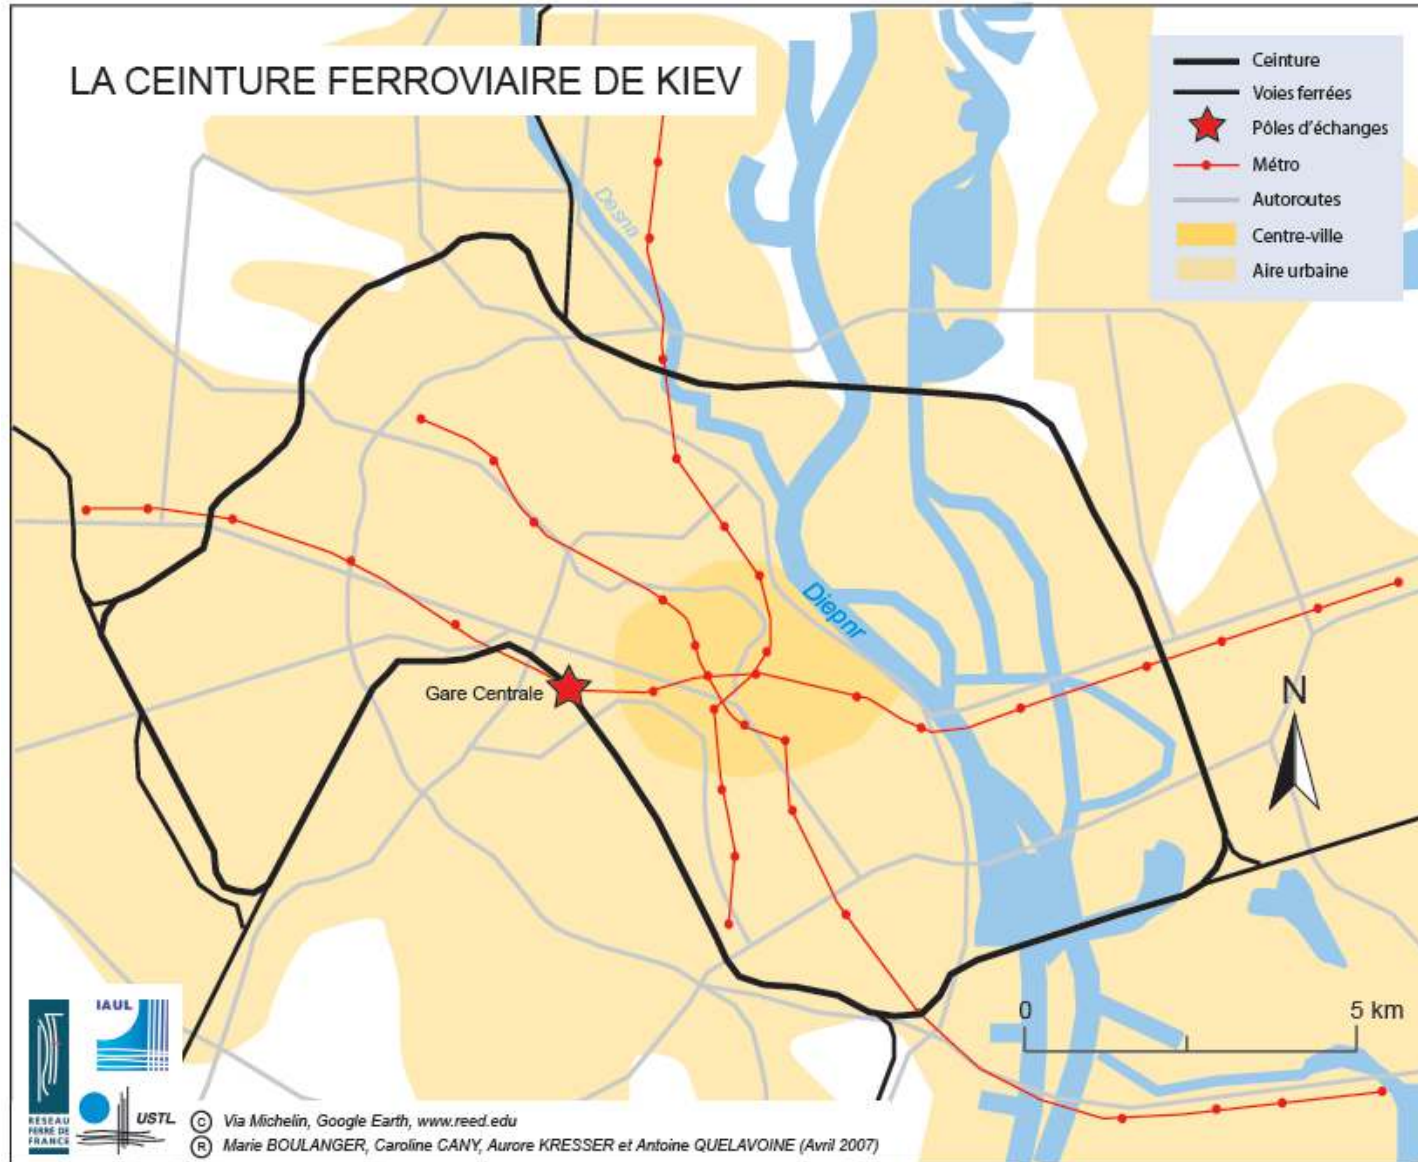 LA CEINTURE FERROVIAIRE DE KIEV
Ceinture
Voies ferrées
Pôles d'échanges
Métro
Autoroutes
Centre-ville
Aire urbaine
Desna
Diepnr
Gare Centrale
N
0 5 km
IAUL
RESEAU
FERRE DE
FRANCE
USTL
C Via Michelin, Google Earth, www.reed.edu
R Marie BOULANGER, Caroline CANY, Aurore KRESSER et Antoine QUELAVOINE (Avril 2007)